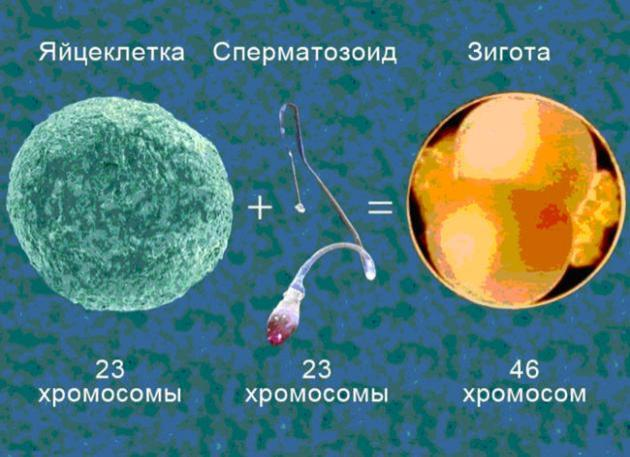 Яйцеклетка Сперматозоид Зигота
+ =
23 23 46
хромосомы хромосомы хромосом